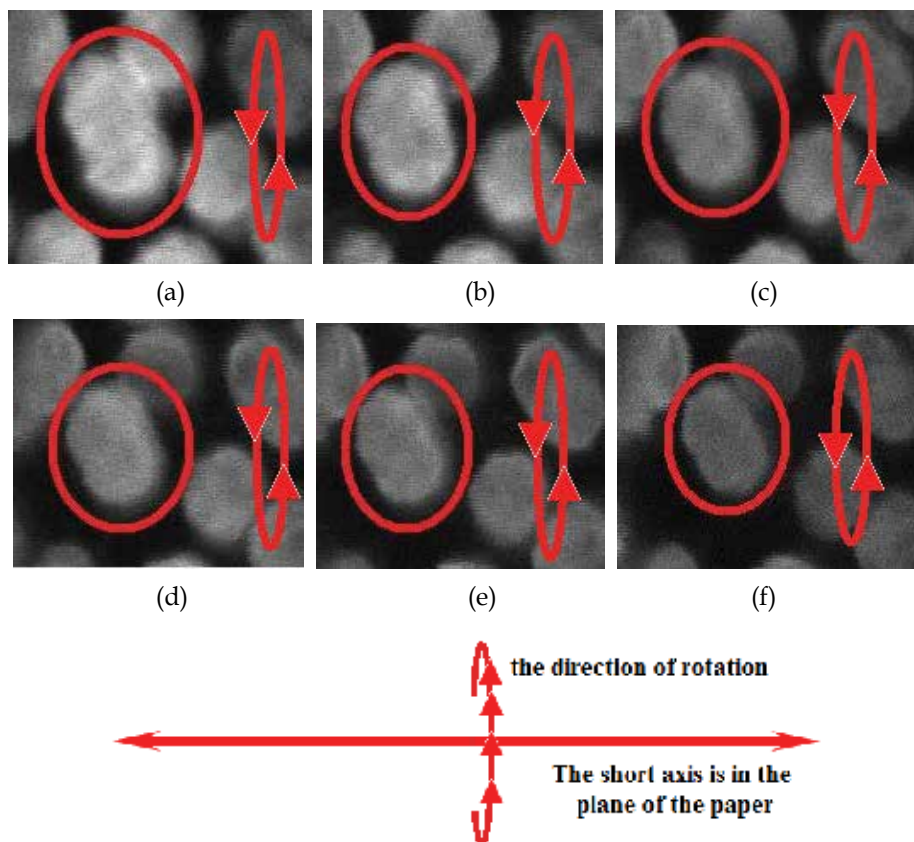 (a)
(b)
(c)
(d)
(e)
(f)
the direction of rotation
The short axis is in the
plane of the paper